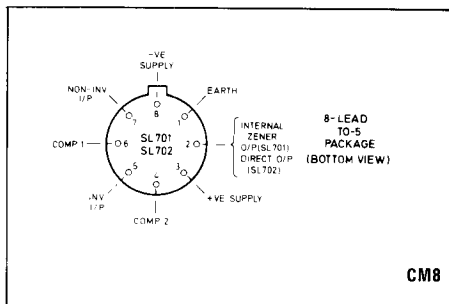 -VE
SUPPLY
NON-INV
I/P
EARTH
8
7
1
COMP 1
6
SL701
SL702
2
INTERNAL
ZENER
O/P(SL701)
DIRECT O/P
(SL702)
8-LEAD
TO-5
PACKAGE
(BOTTOM VIEW)
5
4
3
INV
I/P
+VE SUPPLY
COMP 2
CM8